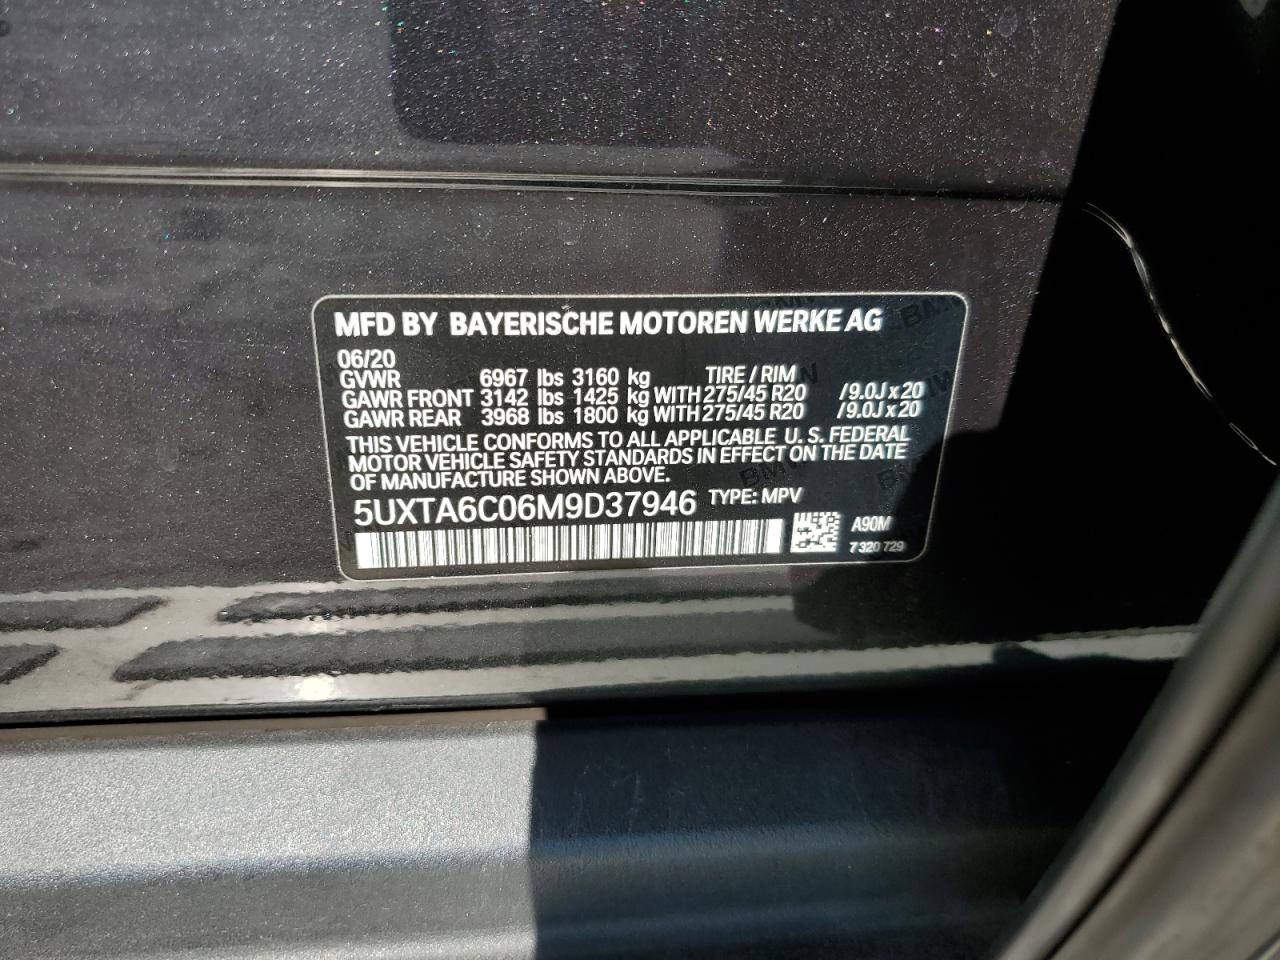 MFD BY BAYERISCHE MOTOREN WERKE AG
06/20
GVWR 6967 lbs 3160 kg TIRE / RIM
GAWR FRONT 3142 lbs 1425 kg WITH 275/45 R20 / 9.0J x 20
GAWR REAR 3968 lbs 1800 kg WITH 275/45 R20 / 9.0J x 20
THIS VEHICLE CONFORMS TO ALL APPLICABLE U. S. FEDERAL
MOTOR VEHICLE SAFETY STANDARDS IN EFFECT ON THE DATE
OF MANUFACTURE SHOWN ABOVE.
5UXTA6C06M9D37946 TYPE: MPV
A90M
7 320 729